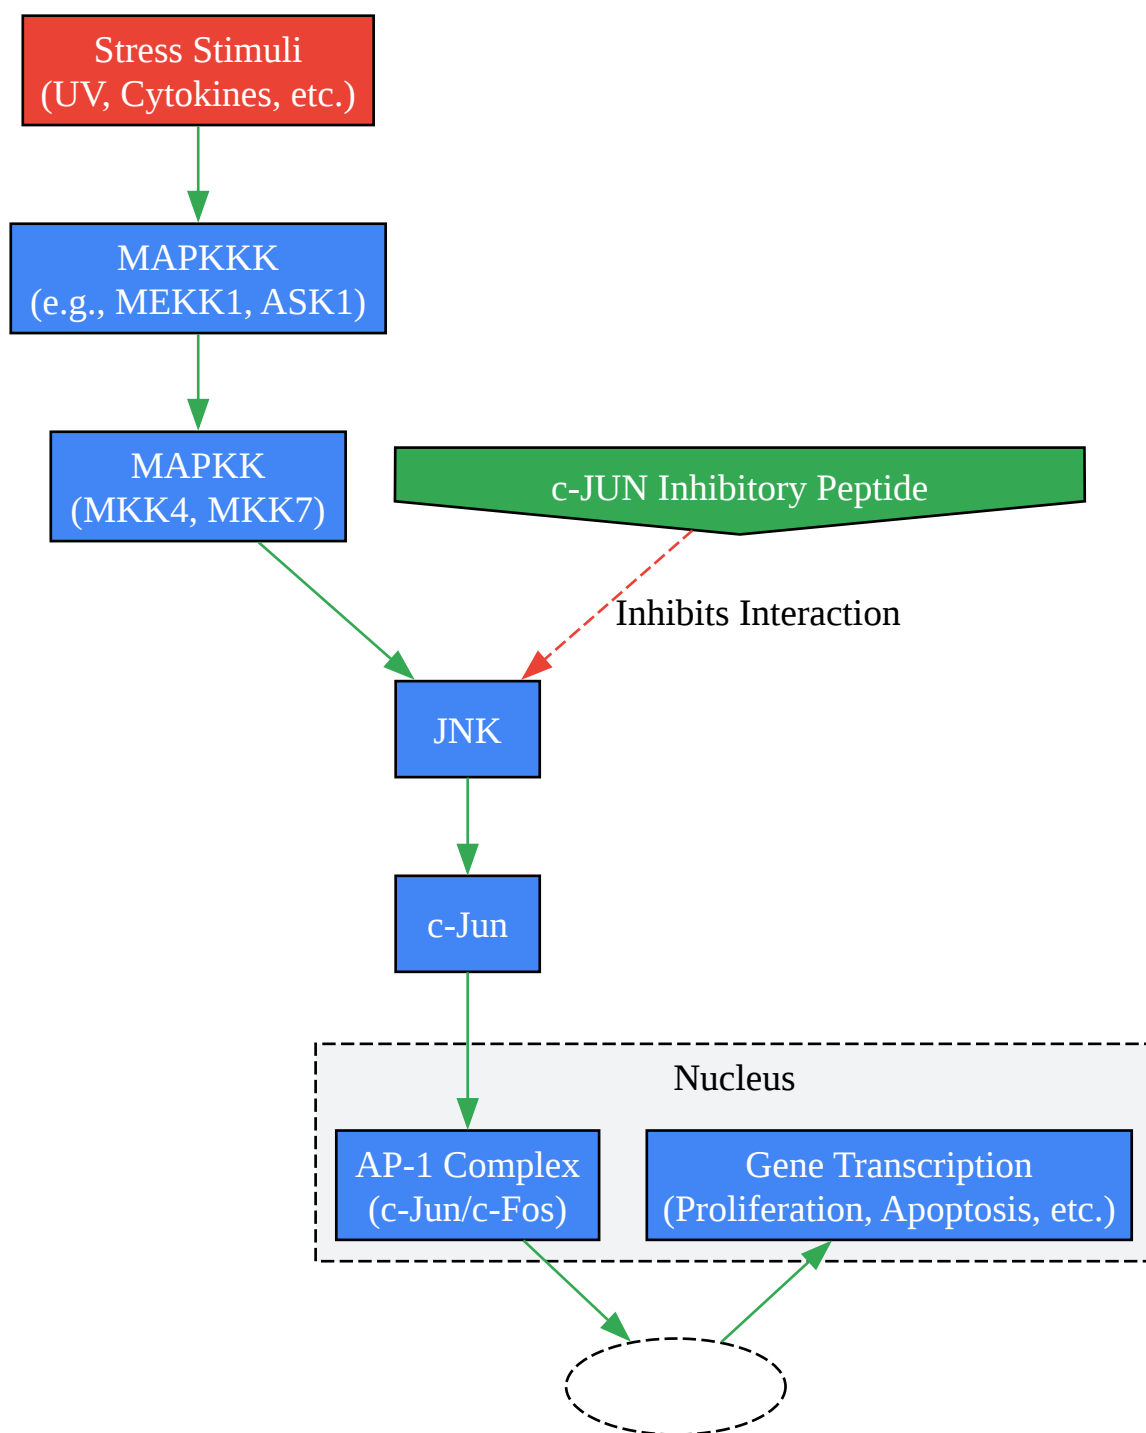 Stress Stimuli
(UV, Cytokines, etc.)
MAPKKK
(e.g., MEKK1, ASK1)
MAPKK
(MKK4, MKK7)
c-JUN Inhibitory Peptide
Inhibits Interaction
JNK
c-Jun
Nucleus
AP-1 Complex
(c-Jun/c-Fos)
Gene Transcription
(Proliferation, Apoptosis, etc.)